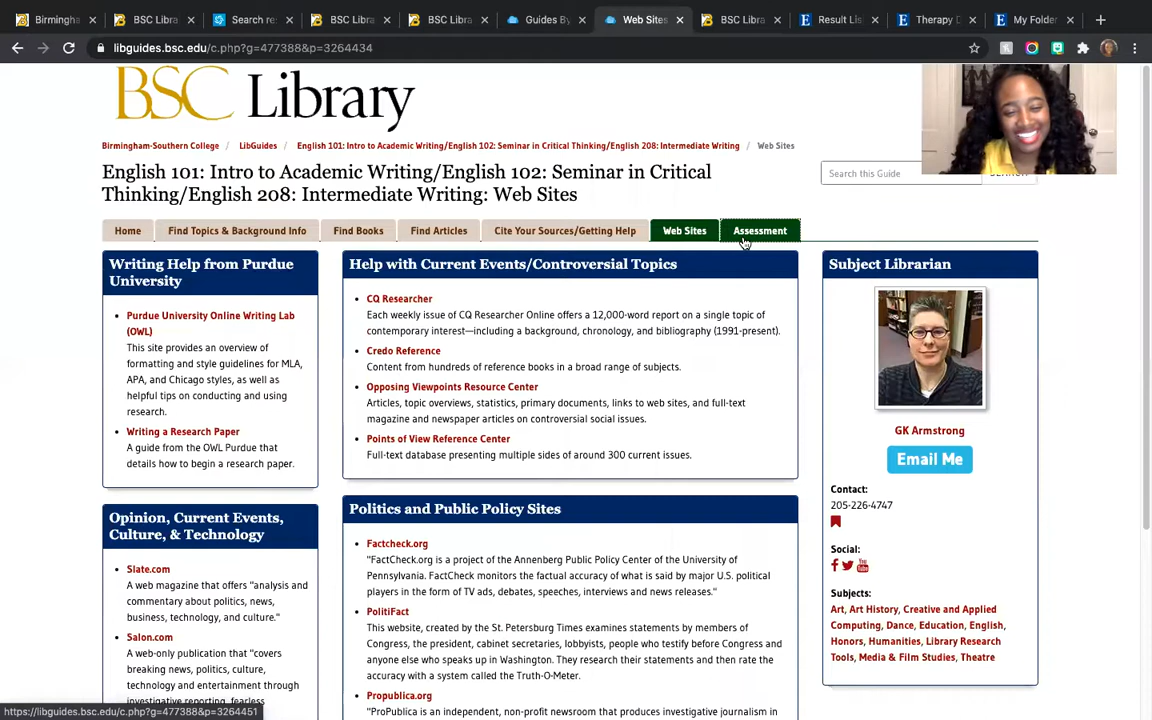 Birmingham
BSC Libra
Search re
BSC Libra
BSC Libra
Guides By
Web Sites
BSC Libra
Result Lis
Therapy D
My Folder
libguides.bsc.edu/c.php?g=477388&p=3264434
BSC Library
Birmingham-Southern College / LibGuides / English 101: Intro to Academic Writing/English 102: Seminar in Critical Thinking/English 208: Intermediate Writing / Web Sites
English 101: Intro to Academic Writing/English 102: Seminar in Critical
Thinking/English 208: Intermediate Writing: Web Sites
Search this Guide
Home
Find Topics & Background Info
Find Books
Find Articles
Cite Your Sources/Getting Help
Web Sites
Assessment
Writing Help from Purdue
University
• Purdue University Online Writing Lab
(OWL)
This site provides an overview of
formatting and style guidelines for MLA,
APA, and Chicago styles, as well as
helpful tips on conducting and using
research.
• Writing a Research Paper
A guide from the OWL Purdue that
details how to begin a research paper.
Opinion, Current Events,
Culture, & Technology
• Slate.com
A web magazine that offers "analysis and
commentary about politics, news,
business, technology, and culture."
• Salon.com
A web-only publication that "covers
breaking news, politics, culture,
technology and entertainment through
investigative reporting, fearless
Help with Current Events/Controversial Topics
• CQ Researcher
Each weekly issue of CQ Researcher Online offers a 12,000-word report on a single topic of
contemporary interest—including a background, chronology, and bibliography (1991-present).
• Credo Reference
Content from hundreds of reference books in a broad range of subjects.
• Opposing Viewpoints Resource Center
Articles, topic overviews, statistics, primary documents, links to web sites, and full-text
magazine and newspaper articles on controversial social issues.
• Points of View Reference Center
Full-text database presenting multiple sides of around 300 current issues.
Politics and Public Policy Sites
• Factcheck.org
"FactCheck.org is a project of the Annenberg Public Policy Center of the University of
Pennsylvania. FactCheck monitors the factual accuracy of what is said by major U.S. political
players in the form of TV ads, debates, speeches, interviews and news releases."
• PolitiFact
This website, created by the St. Petersburg Times examines statements by members of
Congress, the president, cabinet secretaries, lobbyists, people who testify before Congress and
anyone else who speaks up in Washington. They research their statements and then rate the
accuracy with a system called the Truth-O-Meter.
• Propublica.org
"ProPublica is an independent, non-profit newsroom that produces investigative journalism in
Subject Librarian
GK Armstrong
Email Me
Contact:
205-226-4747
Social:
Subjects:
Art, Art History, Creative and Applied
Computing, Dance, Education, English,
Honors, Humanities, Library Research
Tools, Media & Film Studies, Theatre
https://libguides.bsc.edu/c.php?g=477388&p=3264451